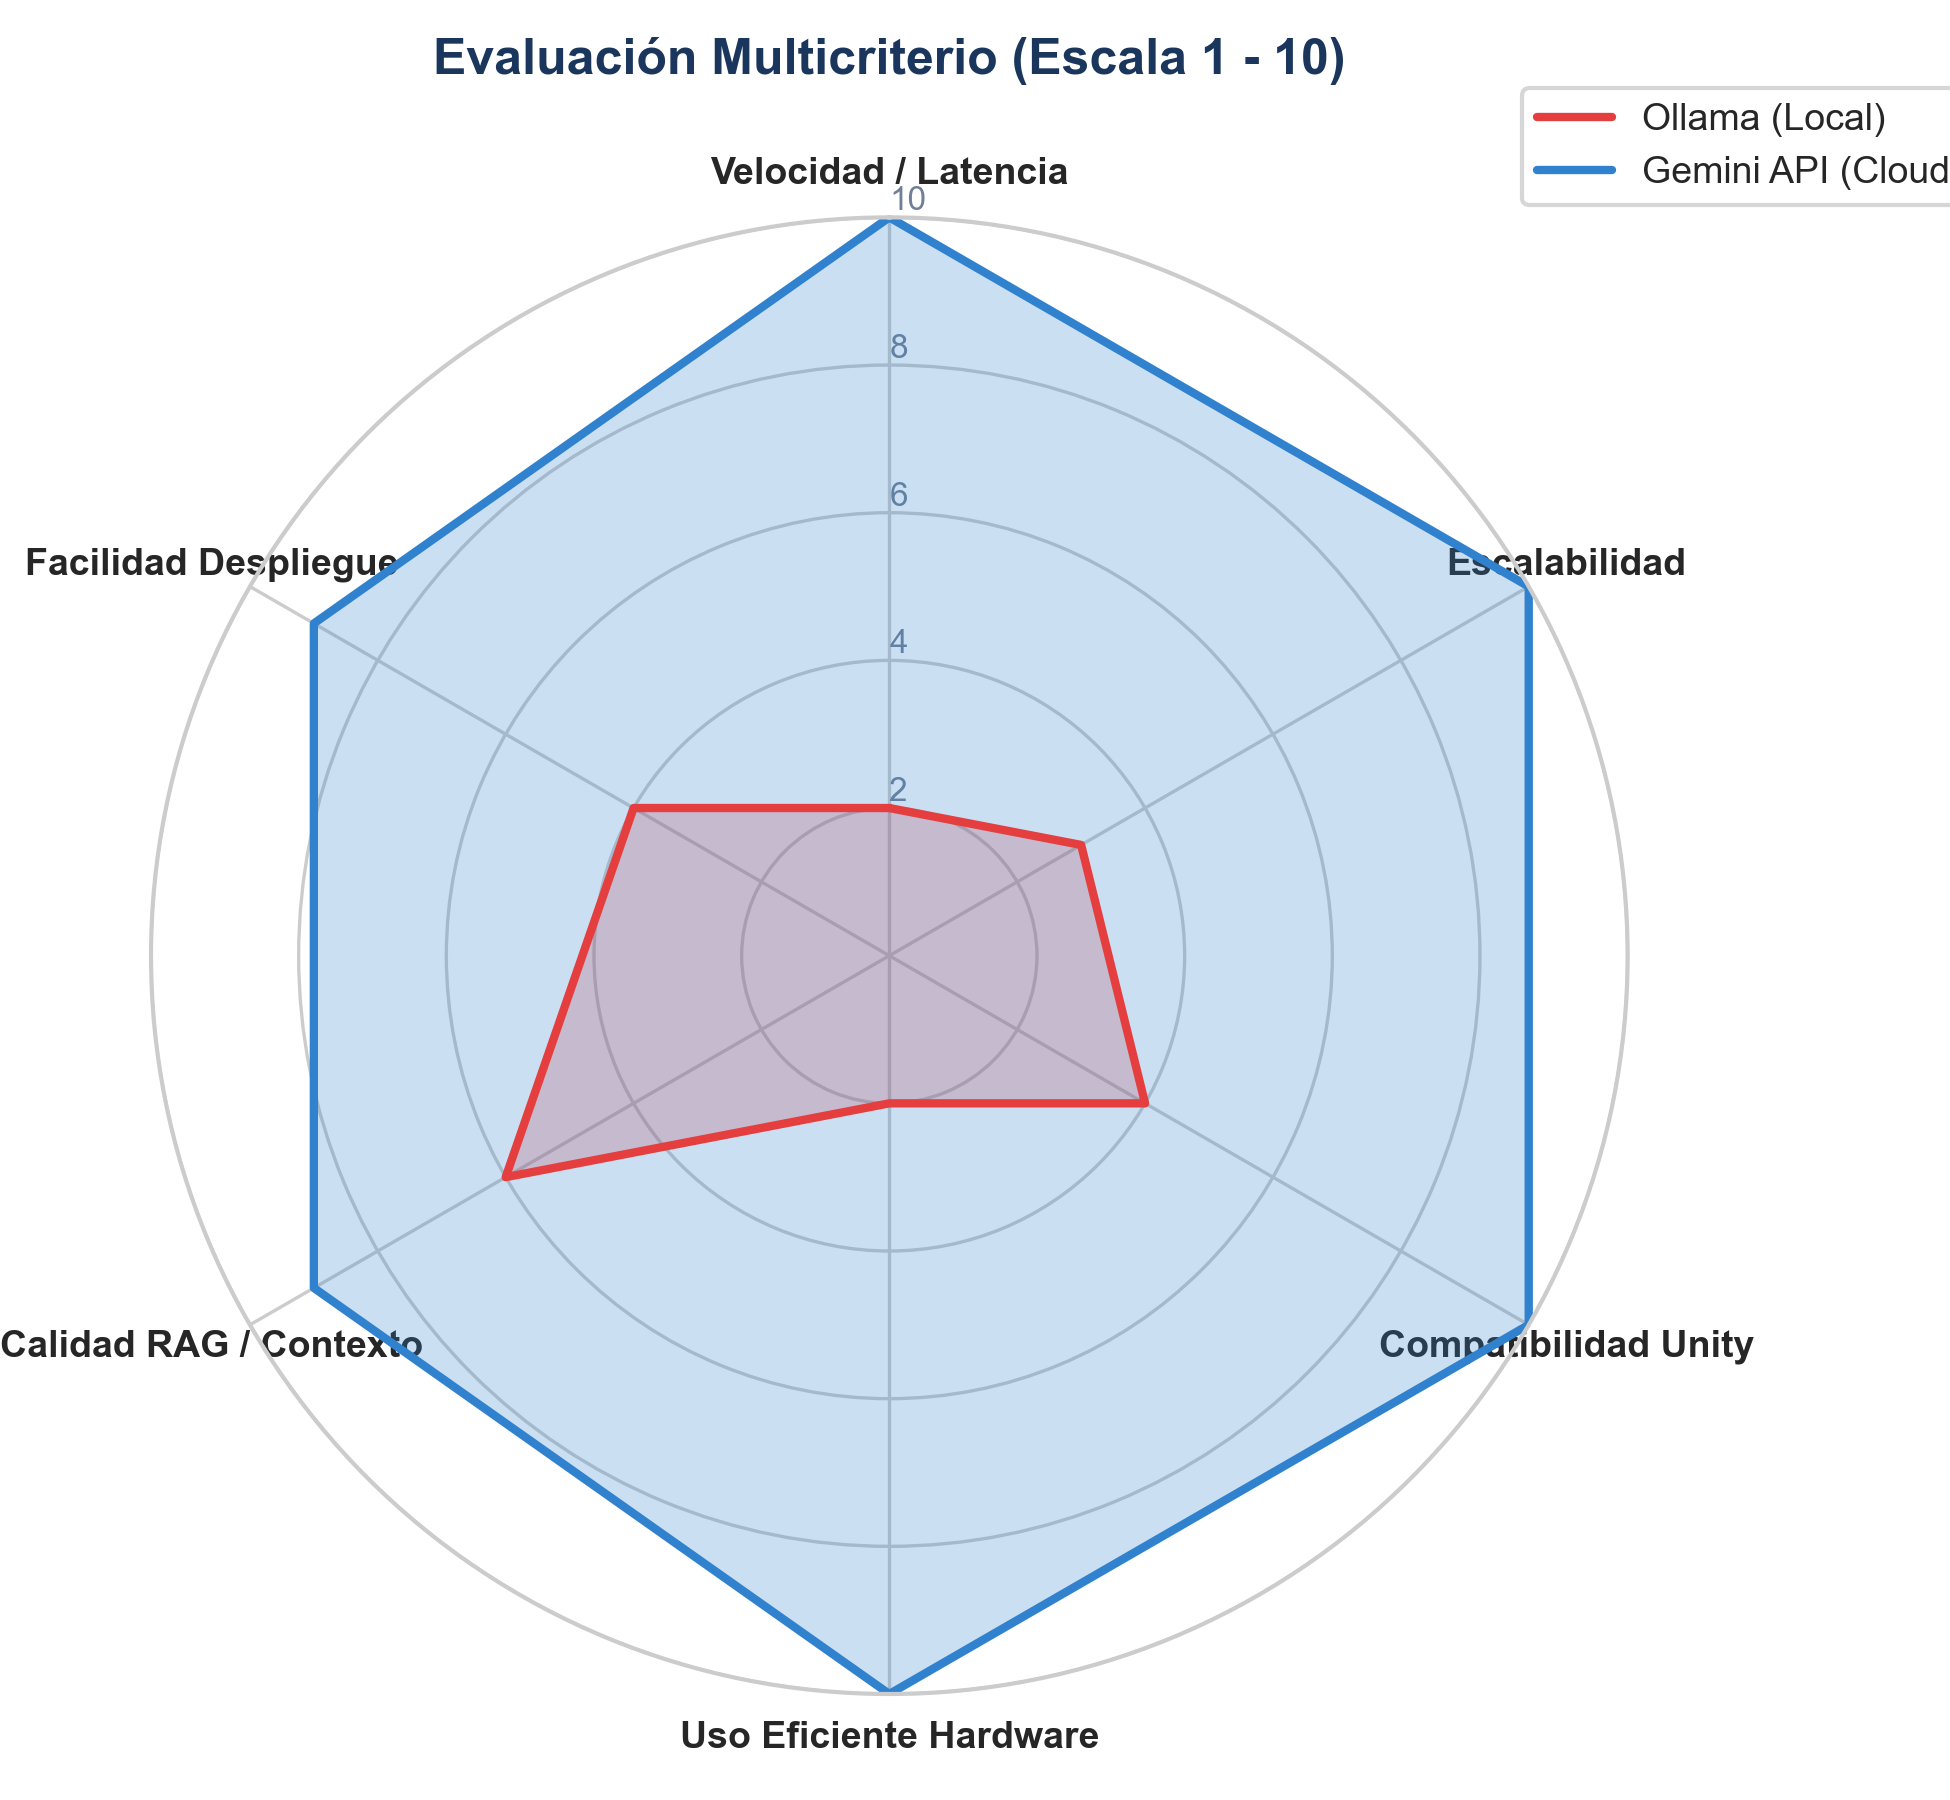 Evaluación Multicriterio (Escala 1 - 10)
Ollama (Local)
Gemini API (Cloud
Velocidad / Latencia
10
8
6
4
2
Facilidad Despliegue
Escalabilidad
Calidad RAG / Contexto
Compatibilidad Unity
Uso Eficiente Hardware